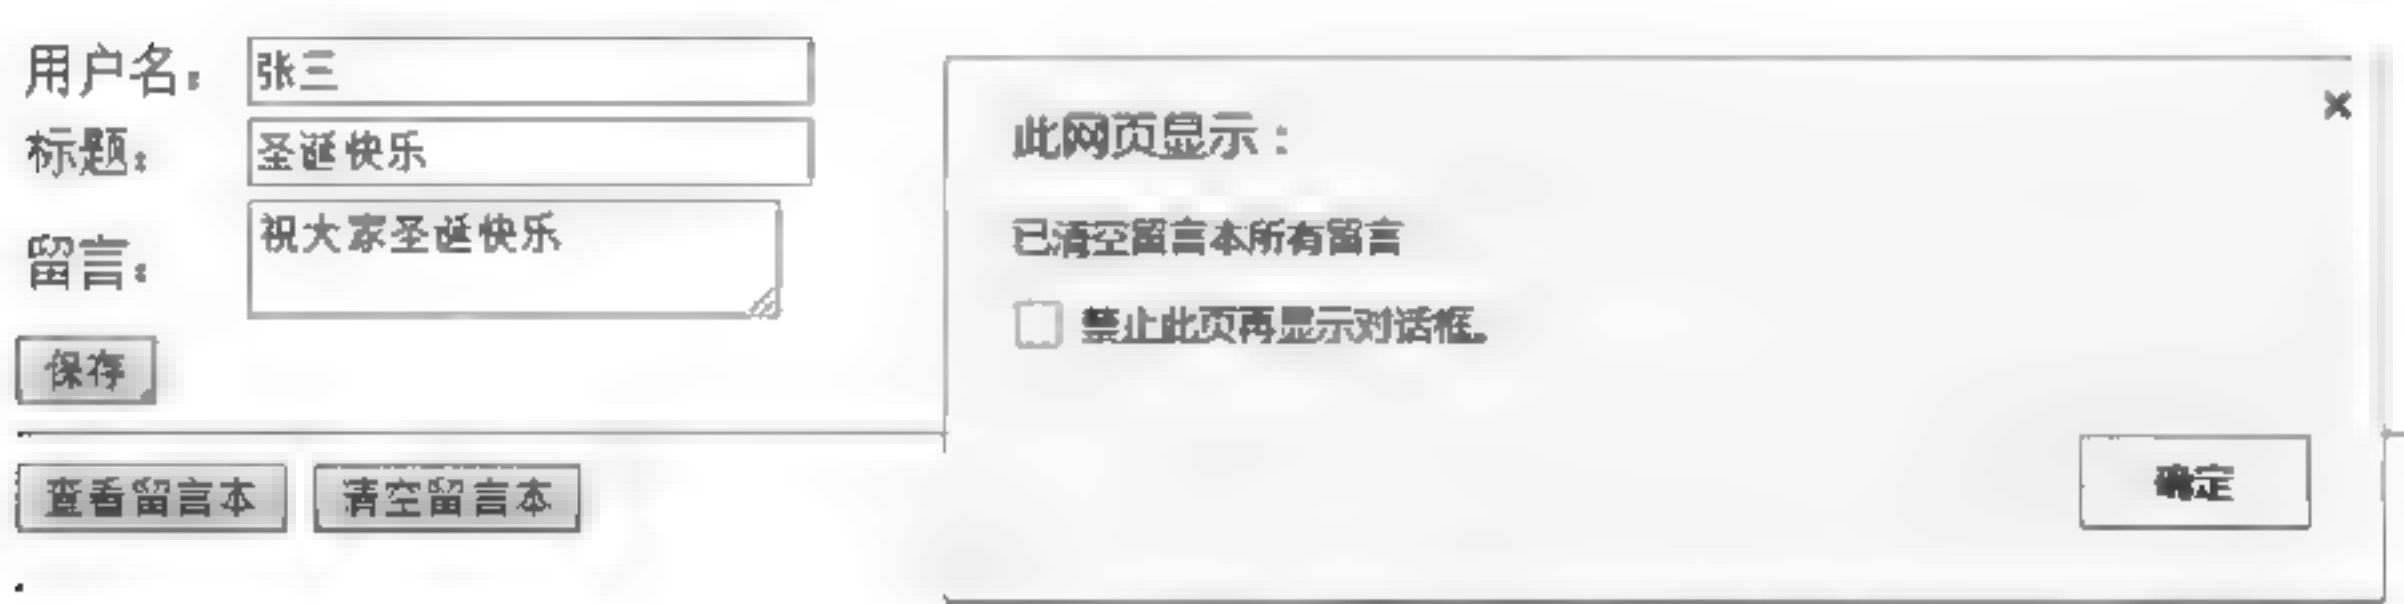 用户名： 张三
标题： 圣诞快乐
留言： 祝大家圣诞快乐
保存
查看留言本 清空留言本
此网页显示：
已清空留言本所有留言
禁止此页再显示对话框。
确定